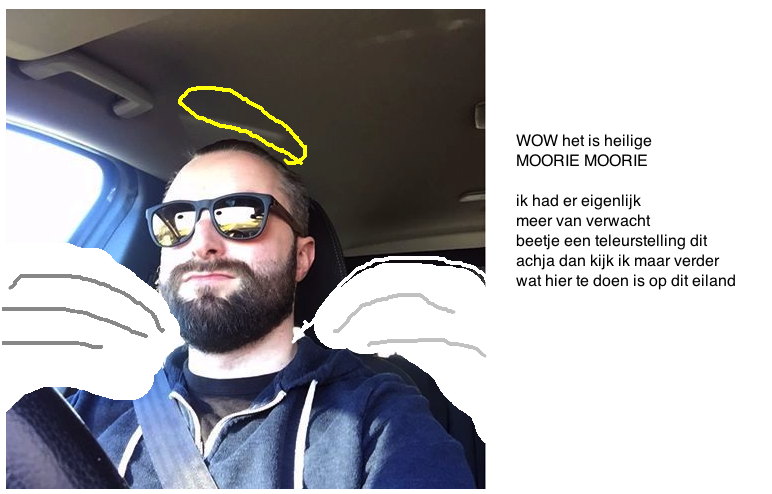 WOW het is heilige
MOORIE MOORIE
ik had er eigenlijk
meer van verwacht
beetje een teleurstelling dit
achja dan kijk ik maar verder
wat hier te doen is op dit eiland